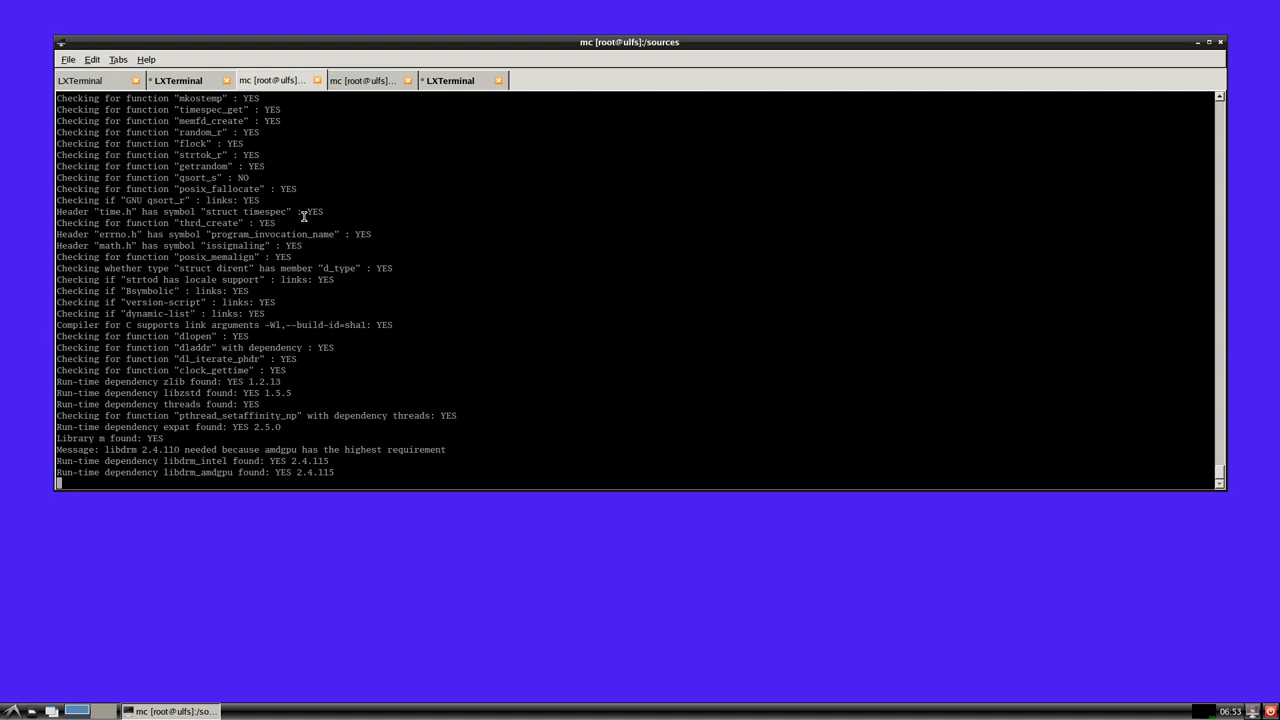 mc [root@ulfs]:/sources
File Edit Tabs Help
LXTerminal * LXTerminal mc [root@ulfs]... mc [root@ulfs]... * LXTerminal
Checking for function "mkostemp" : YES
Checking for function "timespec_get" : YES
Checking for function "memfd_create" : YES
Checking for function "random_r" : YES
Checking for function "flock" : YES
Checking for function "strtok_r" : YES
Checking for function "getrandom" : YES
Checking for function "qsort_s" : NO
Checking for function "posix_fallocate" : YES
Checking if "GNU qsort_r" : links: YES
Header "time.h" has symbol "struct timespec" : YES
Checking for function "thrd_create" : YES
Header "errno.h" has symbol "program_invocation_name" : YES
Header "math.h" has symbol "issignaling" : YES
Checking for function "posix_memalign" : YES
Checking whether type "struct dirent" has member "d_type" : YES
Checking if "strtod has locale support" : links: YES
Checking if "Bsymbolic" : links: YES
Checking if "version-script" : links: YES
Checking if "dynamic-list" : links: YES
Compiler for C supports link arguments -Wl,--build-id=sha1: YES
Checking for function "dlopen" : YES
Checking for function "dladdr" with dependency : YES
Checking for function "dl_iterate_phdr" : YES
Checking for function "clock_gettime" : YES
Run-time dependency zlib found: YES 1.2.13
Run-time dependency libzstd found: YES 1.5.5
Run-time dependency threads found: YES
Checking for function "pthread_setaffinity_np" with dependency threads: YES
Run-time dependency expat found: YES 2.5.0
Library m found: YES
Message: libdrm 2.4.110 needed because amdgpu has the highest requirement
Run-time dependency libdrm_intel found: YES 2.4.115
Run-time dependency libdrm_amdgpu found: YES 2.4.115
mc [root@ulfs]:/so... 06:53